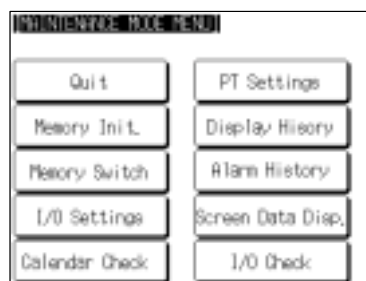 [MAINTENANCE MODE MENU]
Quit
PT Settings
Memory Init.
Display Hisory
Memory Switch
Alarm History
I/O Settings
Screen Data Disp.
Calendar Check
I/O Check